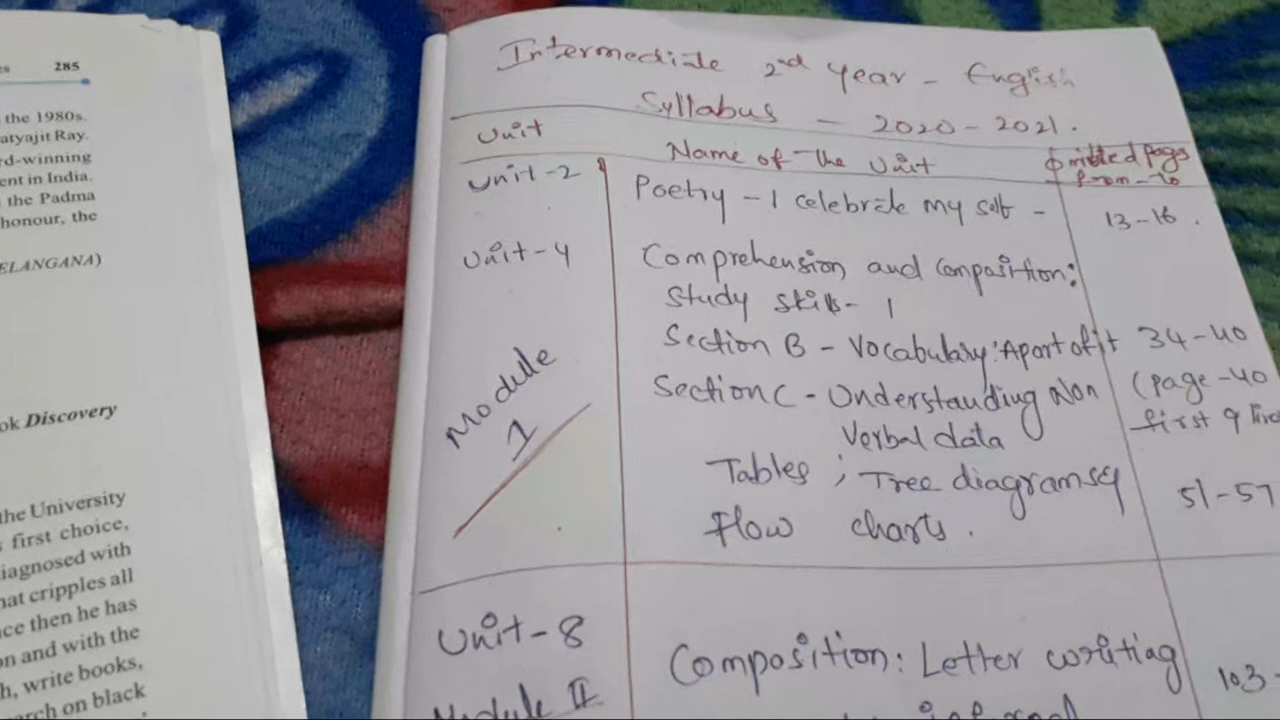 285
the 1980s.
atyajit Ray.
rd-winning
ent in India.
the Padma
honour, the
ELANGANA)
ok Discovery
the University
first choice,
iagnosed with
hat cripples all
nce then he has
on and with the
h, write books,
arch on black
Intermediate 2nd Year - English
Syllabus - 2020-2021.
Unit Name of the Unit Omitted pages
from - to
Unit-2 Poetry - I celebrate my self - 13-16.
Unit-4 Comprehension and Composition:
Study skills - 1
Section B - Vocabulary: A part of it 34-40
Section C - Understanding Non (page-40
Verbal data first 9 line
Module
1
Tables ; Tree diagrams & 51-57
Flow charts.
Unit-8 Composition: Letter writing 103-
Module II